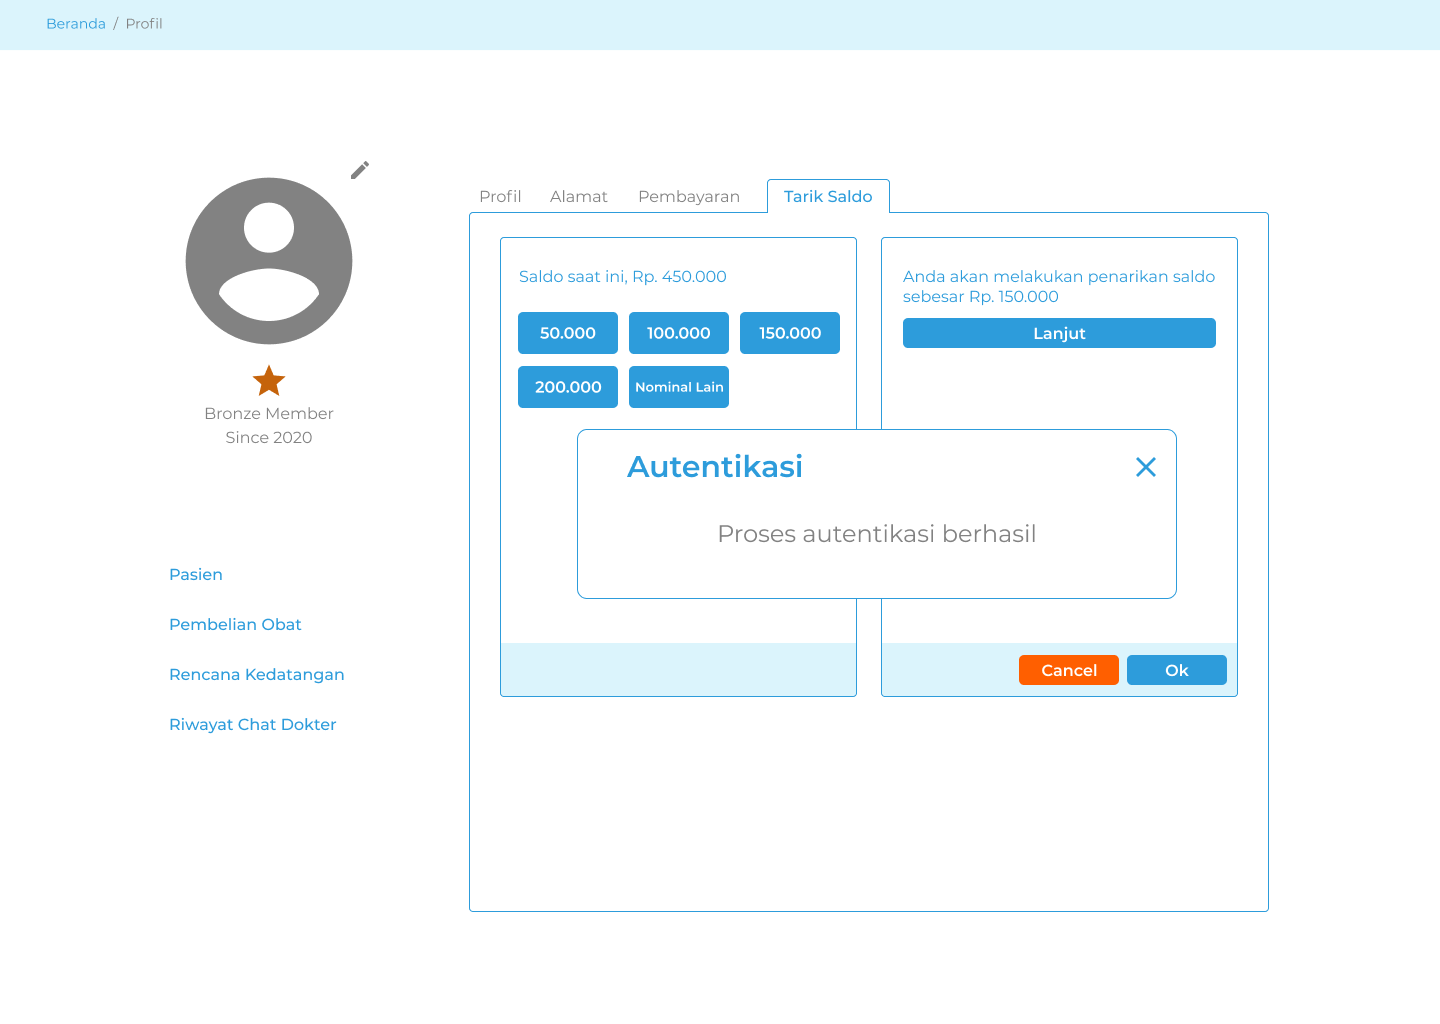 Beranda / Profil
Bronze Member
Since 2020
Pasien
Pembelian Obat
Rencana Kedatangan
Riwayat Chat Dokter
Profil Alamat Pembayaran Tarik Saldo
Saldo saat ini, Rp. 450.000
50.000 100.000 150.000
200.000 Nominal Lain
Anda akan melakukan penarikan saldo
sebesar Rp. 150.000
Lanjut
Autentikasi
Proses autentikasi berhasil
Cancel Ok